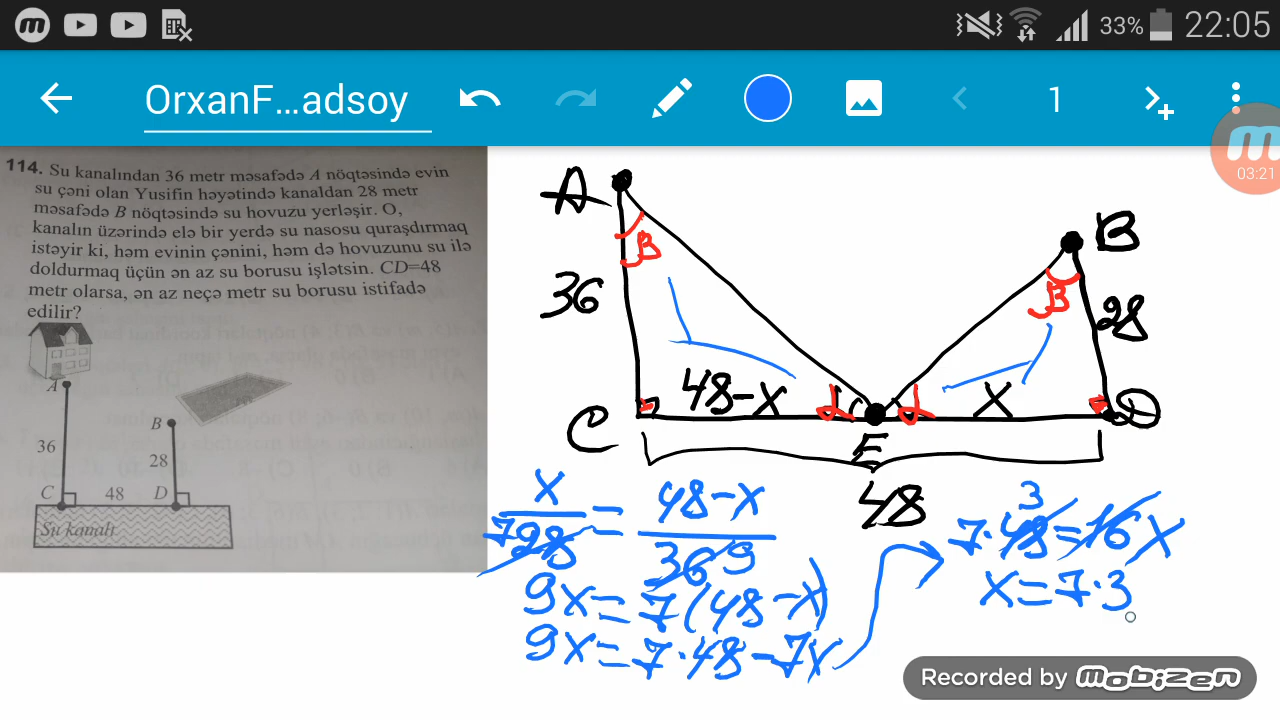 33% 22:05
OrxanF...adsoy
1
03:21
114. Su kanalından 36 metr məsafədə A nöqtəsində evin
su çəni olan Yusifin həyətində kanaldan 28 metr
məsafədə B nöqtəsində su hovuzu yerləşir. O,
kanalın üzərində elə bir yerdə su nasosu quraşdırmaq
istəyir ki, həm evinin çənini, həm də hovuzunu su ilə
doldurmaq üçün ən az su borusu işlətsin. CD=48
metr olarsa, ən az neçə metr su borusu istifadə
edilir?
A
B
36
28
C 48 D
Su kanalı
A
B
β
β
36
28
48-x
α
α
x
C
E
D
48
x/28 = 48-x/36
7
9
9x=7(48-x)
9x=7·48-7x
3
7·48=16x
x=7·3
Recorded by mobizen